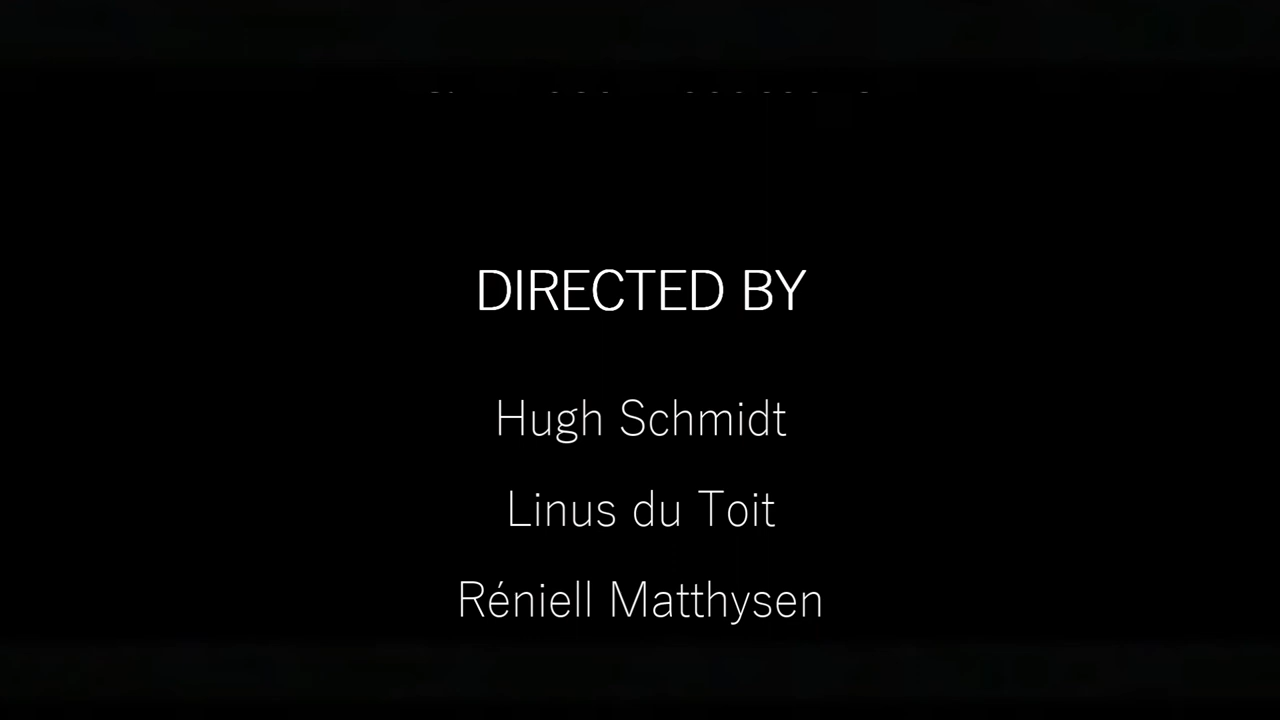 DIRECTED BY
Hugh Schmidt
Linus du Toit
Réniell Matthysen